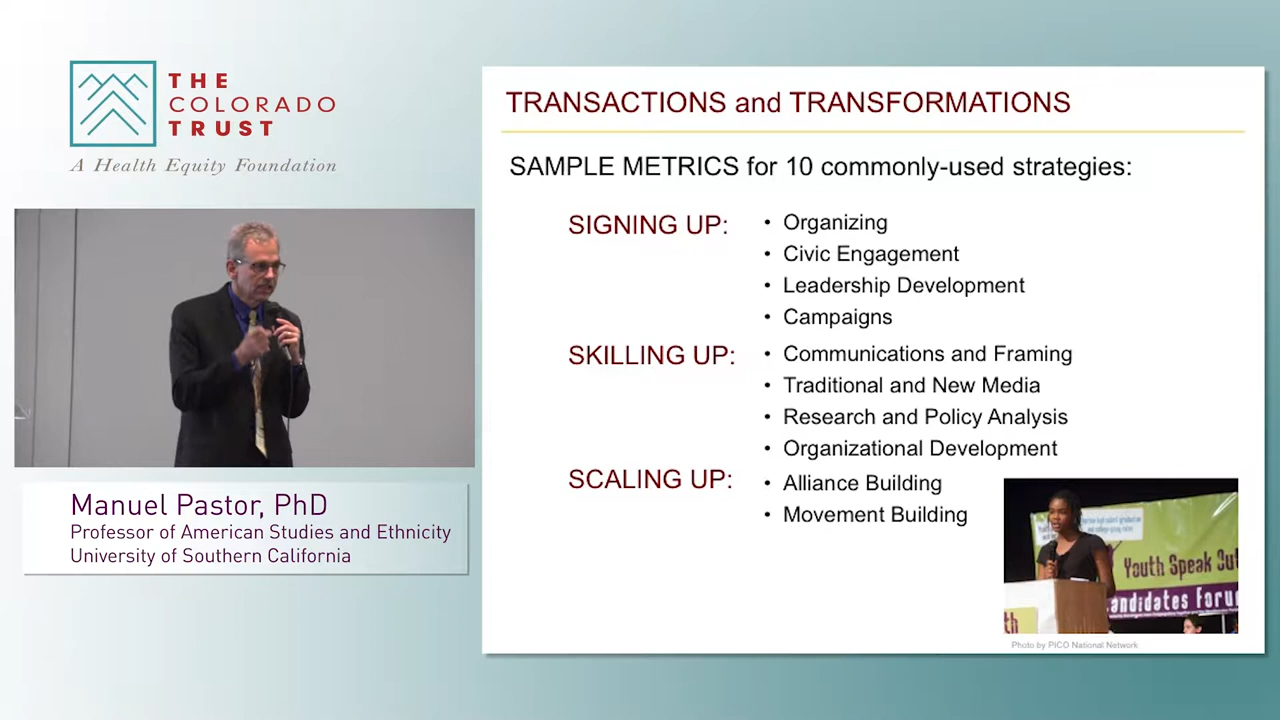 THE
COLORADO
TRUST
A Health Equity Foundation
Manuel Pastor, PhD
Professor of American Studies and Ethnicity
University of Southern California
TRANSACTIONS and TRANSFORMATIONS
SAMPLE METRICS for 10 commonly-used strategies:
SIGNING UP:
• Organizing
• Civic Engagement
• Leadership Development
• Campaigns
SKILLING UP:
• Communications and Framing
• Traditional and New Media
• Research and Policy Analysis
• Organizational Development
SCALING UP:
• Alliance Building
• Movement Building
Youth Speak Out
andidates Foru
Photo by PICO National Network